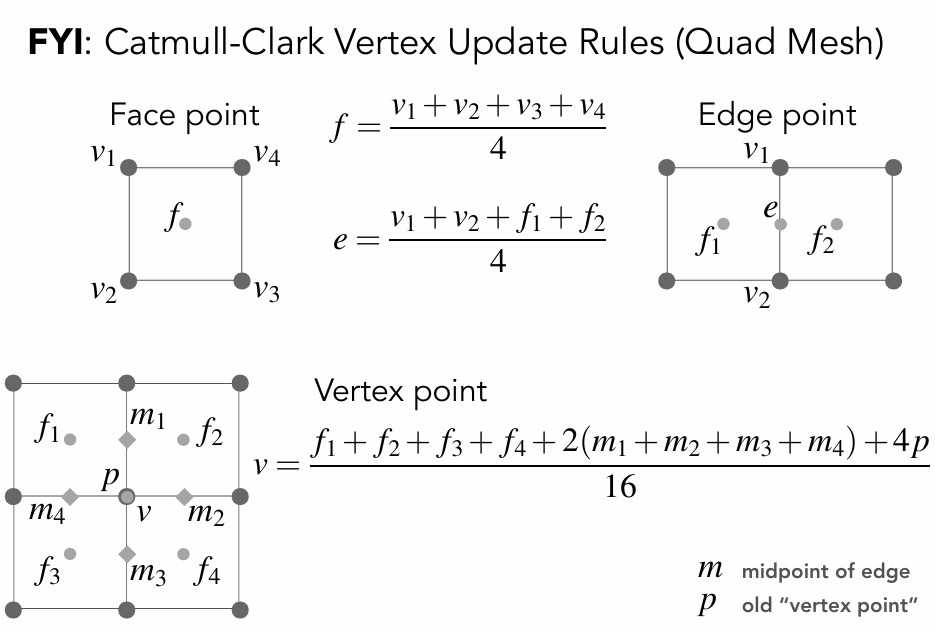 FYI: Catmull-Clark Vertex Update Rules (Quad Mesh)
Face point
v1
v4
f
v2
v3
f = (v1 + v2 + v3 + v4) / 4
e = (v1 + v2 + f1 + f2) / 4
Edge point
v1
e
f1
f2
v2
Vertex point
f1
m1
f2
p
m4
v
m2
f3
m3
f4
v = (f1 + f2 + f3 + f4 + 2(m1 + m2 + m3 + m4) + 4p) / 16
m midpoint of edge
p old “vertex point”